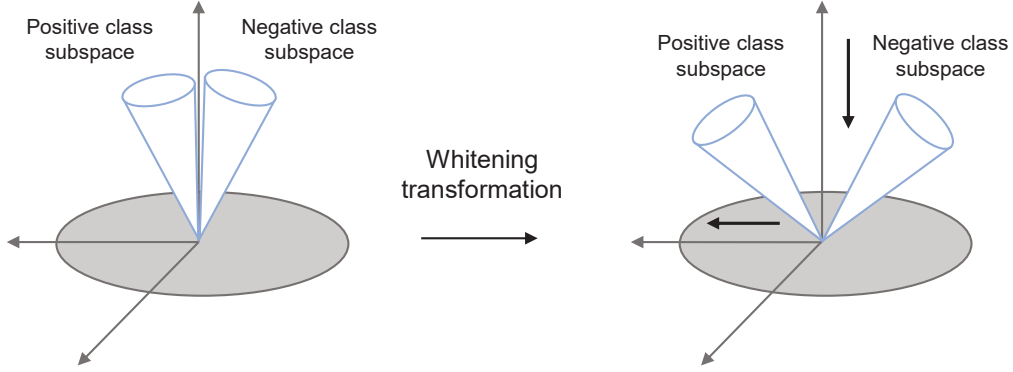 Positive class
subspace
Negative class
subspace
Whitening
transformation
Positive class
subspace
Negative class
subspace